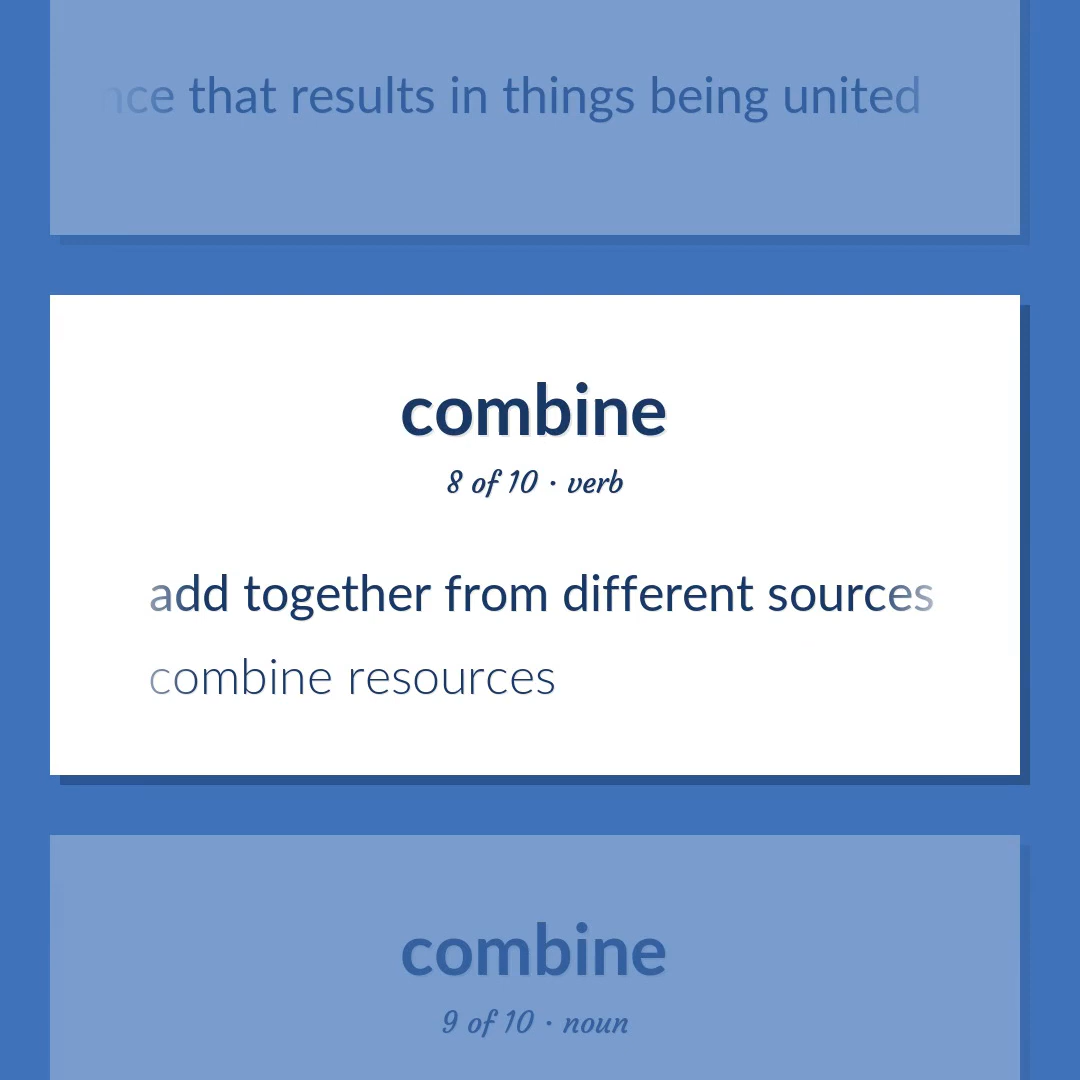 that results in things being united
combine
8 of 10 · verb
add together from different sources
combine resources
combine
9 of 10 · noun